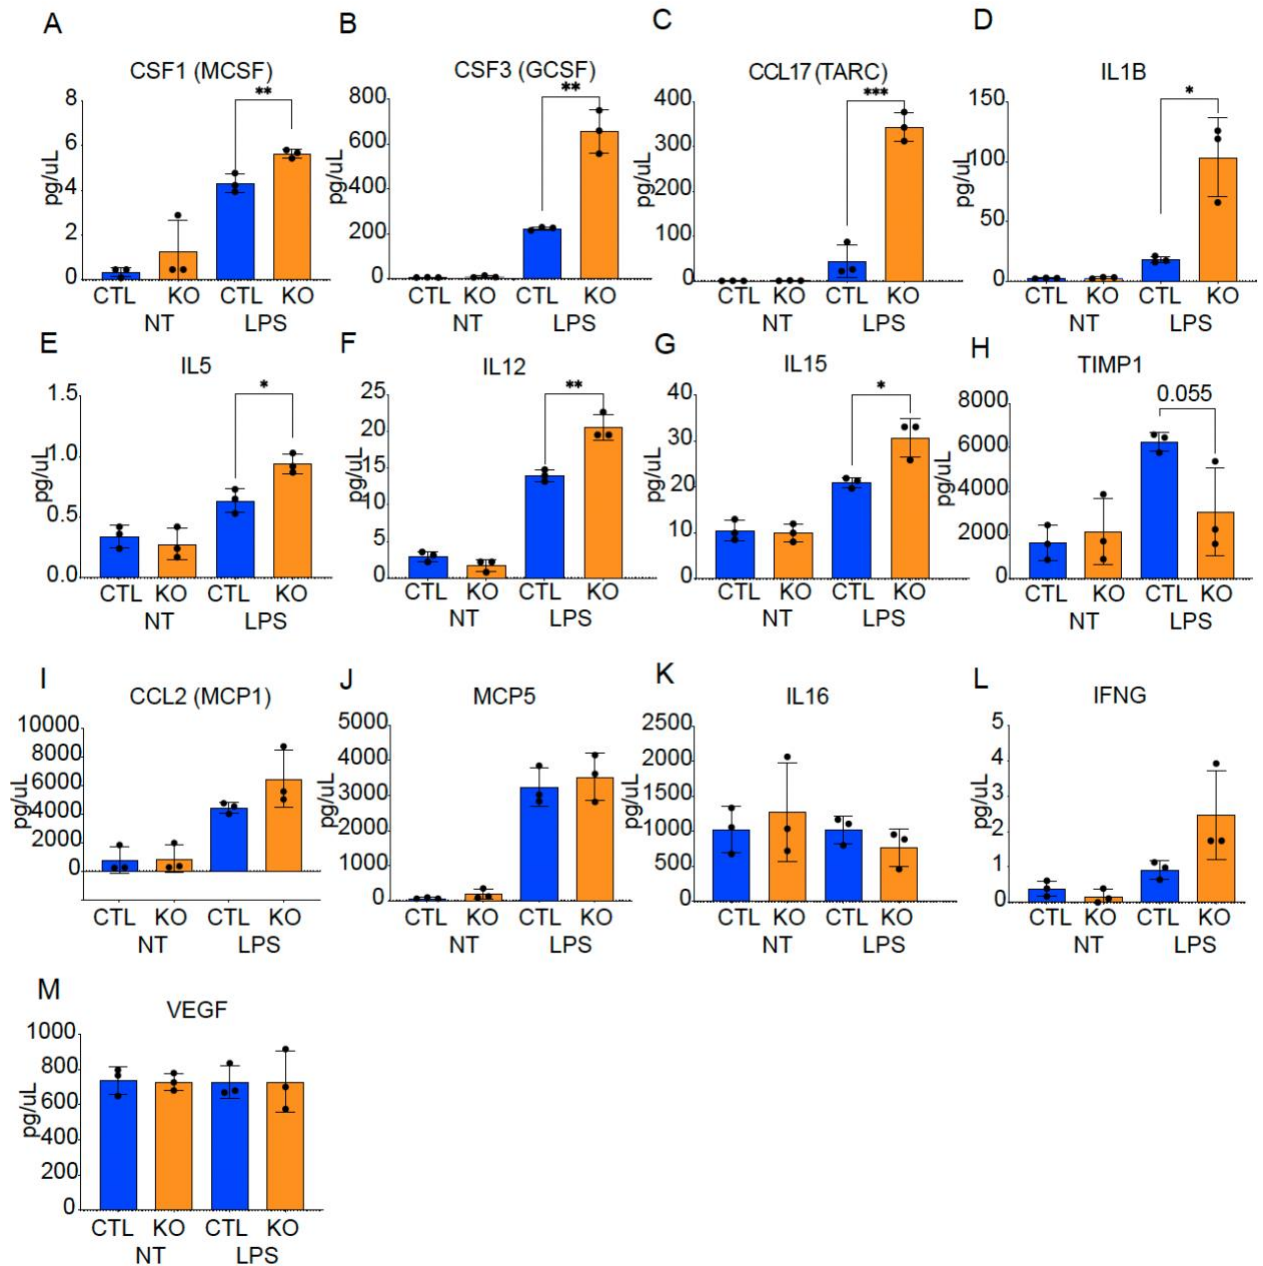 A
CSF1 (MCSF)
**
pg/uL
8
6
4
2
0
CTL KO CTL KO
NT LPS
B
CSF3 (GCSF)
**
pg/uL
800
600
400
200
0
CTL KO CTL KO
NT LPS
C
CCL17 (TARC)
***
pg/uL
400
300
200
100
0
CTL KO CTL KO
NT LPS
D
IL1B
*
pg/uL
150
100
50
0
CTL KO CTL KO
NT LPS
E
IL5
*
pg/uL
1.5
1.0
0.5
0.0
CTL KO CTL KO
NT LPS
F
IL12
**
pg/uL
25
20
15
10
5
0
CTL KO CTL KO
NT LPS
G
IL15
*
pg/uL
40
30
20
10
0
CTL KO CTL KO
NT LPS
H
TIMP1
0.055
pg/uL
8000
6000
4000
2000
0
CTL KO CTL KO
NT LPS
I
CCL2 (MCP1)
pg/uL
10000
8000
6000
4000
2000
0
CTL KO CTL KO
NT LPS
J
MCP5
pg/uL
5000
4000
3000
2000
1000
0
CTL KO CTL KO
NT LPS
K
IL16
pg/uL
2500
2000
1500
1000
500
0
CTL KO CTL KO
NT LPS
L
IFNG
pg/uL
5
4
3
2
1
0
CTL KO CTL KO
NT LPS
M
VEGF
pg/uL
1000
800
600
400
200
0
CTL KO CTL KO
NT LPS